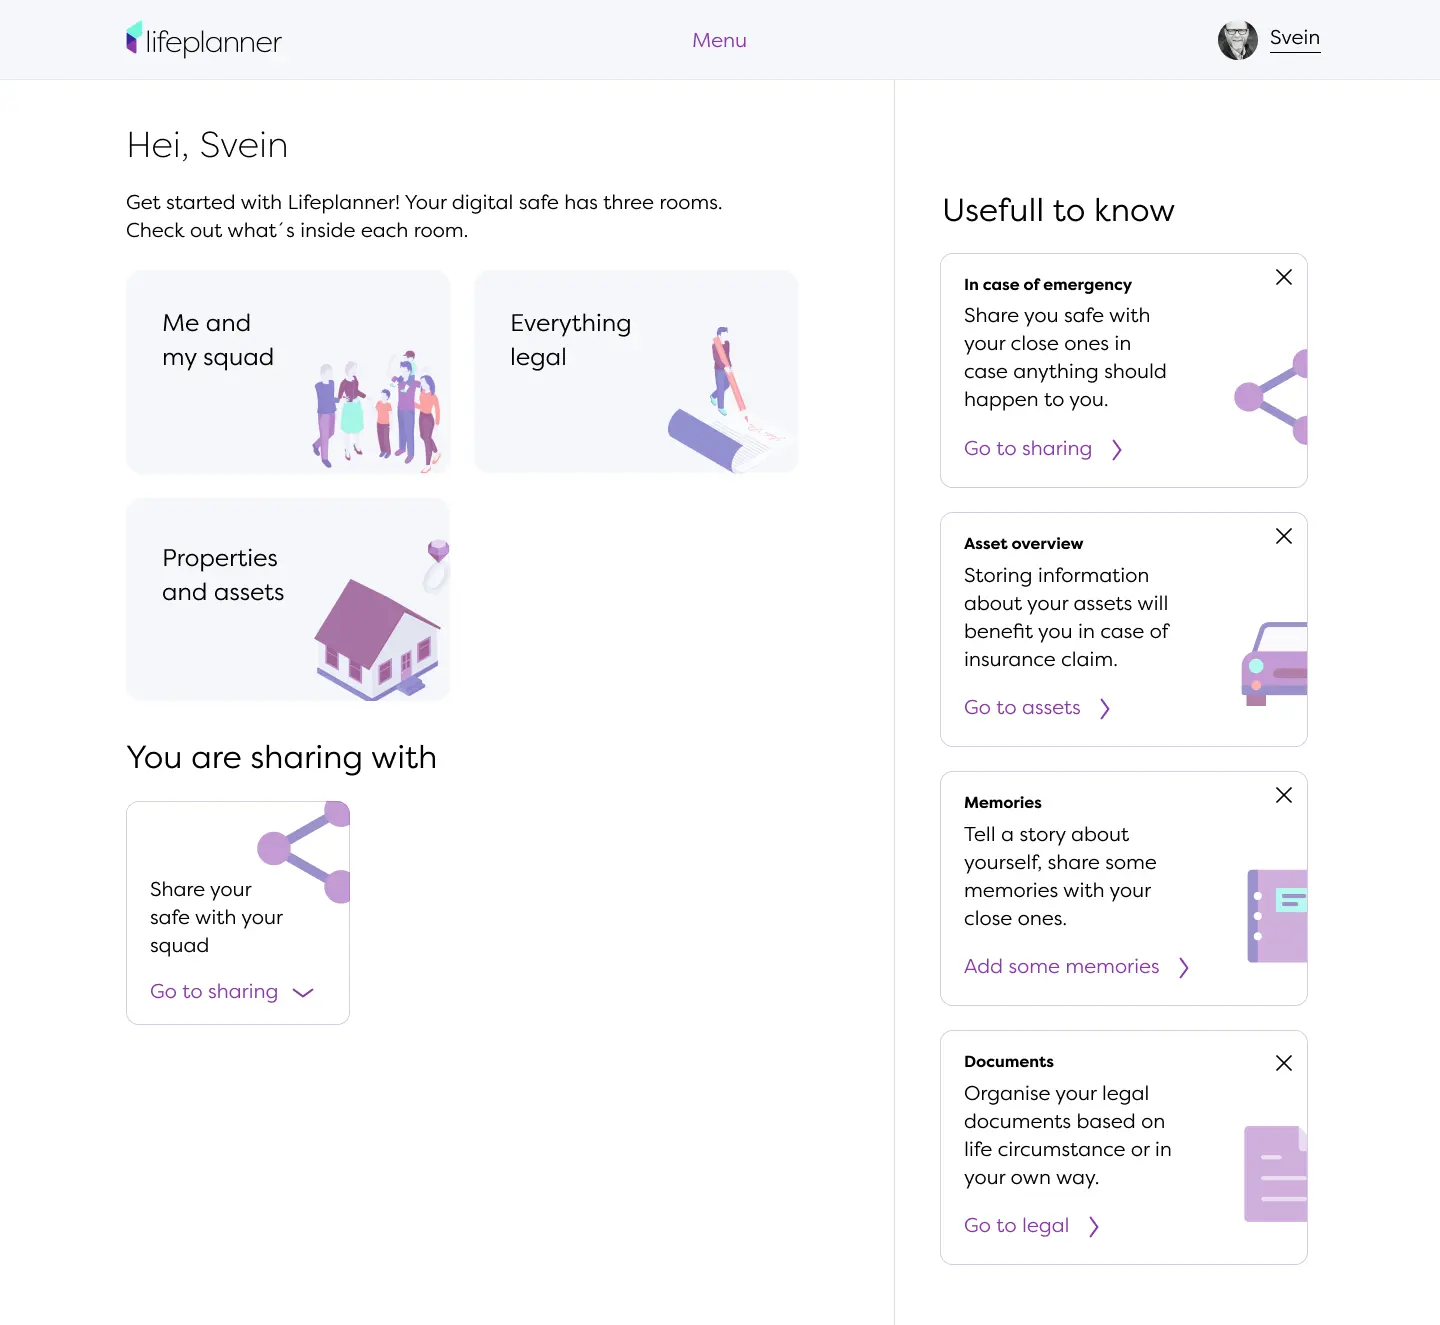 lifeplanner
Menu
Svein
Hei, Svein
Get started with Lifeplanner! Your digital safe has three rooms.
Check out what´s inside each room.
Me and
my squad
Everything
legal
Properties
and assets
You are sharing with
Share your
safe with your
squad
Go to sharing
Usefull to know
In case of emergency
Share you safe with
your close ones in
case anything should
happen to you.
Go to sharing
Asset overview
Storing information
about your assets will
benefit you in case of
insurance claim.
Go to assets
Memories
Tell a story about
yourself, share some
memories with your
close ones.
Add some memories
Documents
Organise your legal
documents based on
life circumstance or in
your own way.
Go to legal